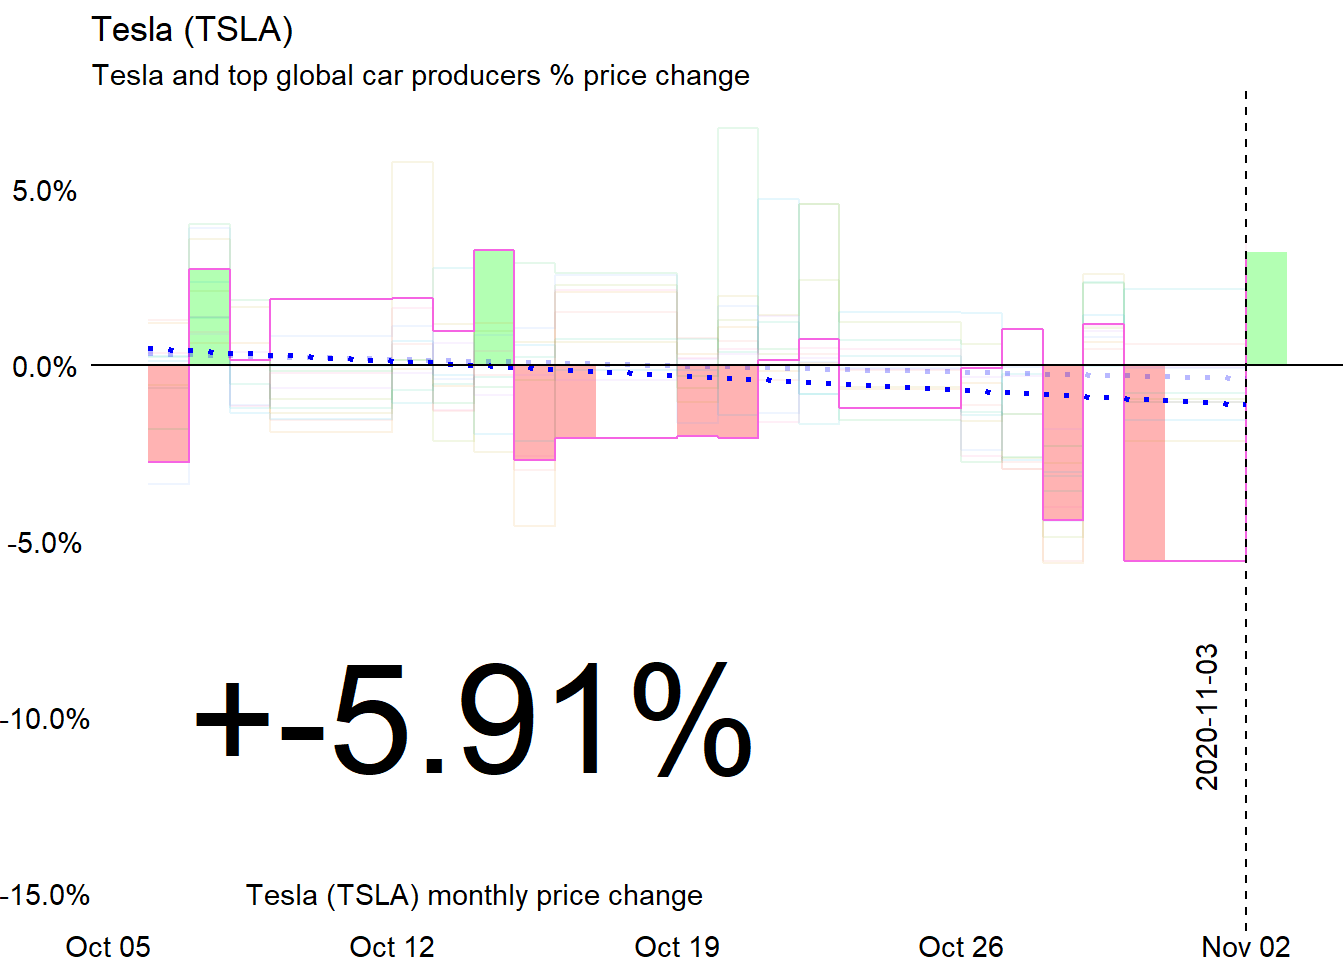 Tesla (TSLA)
Tesla and top global car producers % price change
5.0%
0.0%
-5.0%
-10.0%
-15.0%
+-5.91%
Tesla (TSLA) monthly price change
2020-11-03
Oct 05
Oct 12
Oct 19
Oct 26
Nov 02